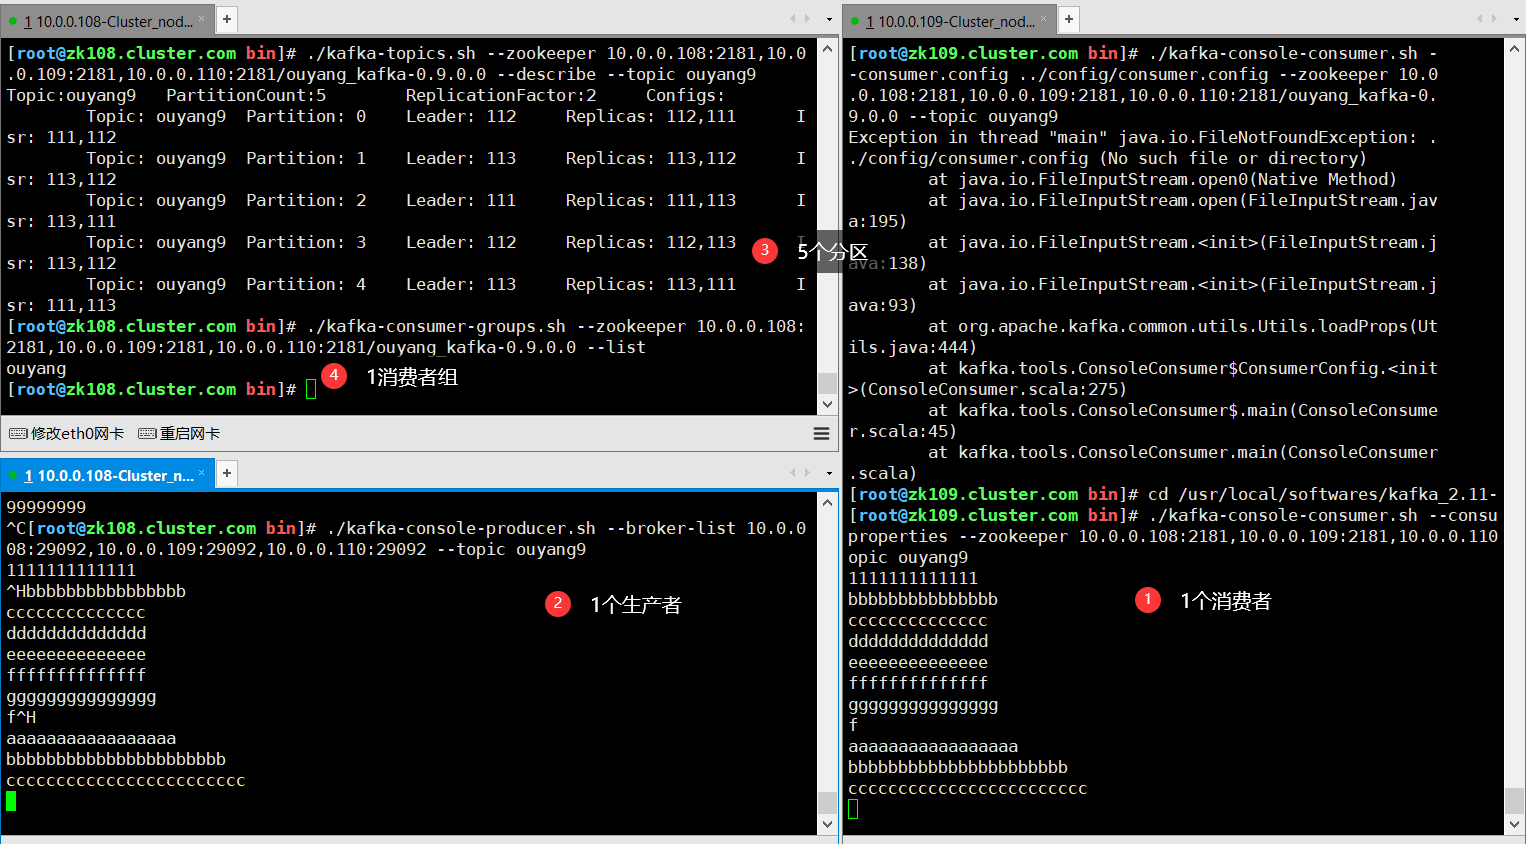 1 10.0.0.108-Cluster_nod...
[root@zk108.cluster.com bin]# ./kafka-topics.sh --zookeeper 10.0.0.108:2181,10.0
.0.109:2181,10.0.0.110:2181/ouyang_kafka-0.9.0.0 --describe --topic ouyang9
Topic:ouyang9 PartitionCount:5 ReplicationFactor:2 Configs:
Topic: ouyang9 Partition: 0 Leader: 112 Replicas: 112,111 I
sr: 111,112
Topic: ouyang9 Partition: 1 Leader: 113 Replicas: 113,112 I
sr: 113,112
Topic: ouyang9 Partition: 2 Leader: 111 Replicas: 111,113 I
sr: 113,111
Topic: ouyang9 Partition: 3 Leader: 112 Replicas: 112,113 I
3 5个分区
sr: 113,112
Topic: ouyang9 Partition: 4 Leader: 113 Replicas: 113,111 I
sr: 111,113
[root@zk108.cluster.com bin]# ./kafka-consumer-groups.sh --zookeeper 10.0.0.108:
2181,10.0.0.109:2181,10.0.0.110:2181/ouyang_kafka-0.9.0.0 --list
ouyang
4 1消费者组
[root@zk108.cluster.com bin]#
修改eth0网卡 重启网卡
1 10.0.0.108-Cluster_n...
99999999
^C[root@zk108.cluster.com bin]# ./kafka-console-producer.sh --broker-list 10.0.0
08:29092,10.0.0.109:29092,10.0.0.110:29092 --topic ouyang9
1111111111111
^Hbbbbbbbbbbbbbbbb
2 1个生产者
cccccccccccccc
dddddddddddddd
eeeeeeeeeeeeee
ffffffffffffff
ggggggggggggggg
f^H
aaaaaaaaaaaaaaaaa
bbbbbbbbbbbbbbbbbbbbbb
cccccccccccccccccccccccc
1 10.0.0.109-Cluster_nod...
[root@zk109.cluster.com bin]# ./kafka-console-consumer.sh -
-consumer.config ../config/consumer.config --zookeeper 10.0
.0.108:2181,10.0.0.109:2181,10.0.0.110:2181/ouyang_kafka-0.
9.0.0 --topic ouyang9
Exception in thread "main" java.io.FileNotFoundException: .
./config/consumer.config (No such file or directory)
at java.io.FileInputStream.open0(Native Method)
at java.io.FileInputStream.open(FileInputStream.jav
a:195)
at java.io.FileInputStream.<init>(FileInputStream.j
ava:138)
at java.io.FileInputStream.<init>(FileInputStream.j
ava:93)
at org.apache.kafka.common.utils.Utils.loadProps(Ut
ils.java:444)
at kafka.tools.ConsoleConsumer$ConsumerConfig.<init
>(ConsoleConsumer.scala:275)
at kafka.tools.ConsoleConsumer$.main(ConsoleConsume
r.scala:45)
at kafka.tools.ConsoleConsumer.main(ConsoleConsumer
.scala)
[root@zk109.cluster.com bin]# cd /usr/local/softwares/kafka_2.11-
[root@zk109.cluster.com bin]# ./kafka-console-consumer.sh --consu
properties --zookeeper 10.0.0.108:2181,10.0.0.109:2181,10.0.0.110
opic ouyang9
1111111111111
bbbbbbbbbbbbbbb
1 1个消费者
cccccccccccccc
dddddddddddddd
eeeeeeeeeeeeee
ffffffffffffff
ggggggggggggggg
f
aaaaaaaaaaaaaaaaa
bbbbbbbbbbbbbbbbbbbbbb
cccccccccccccccccccccccc